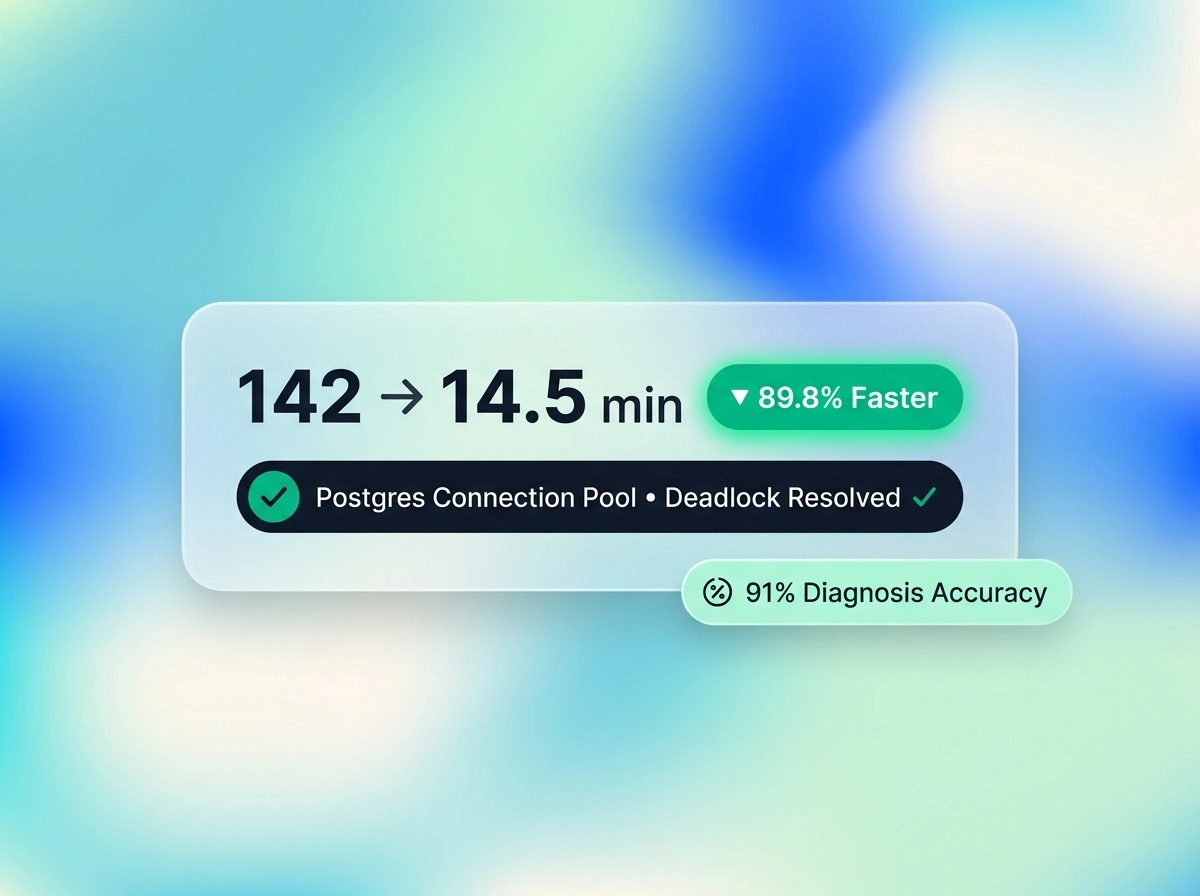 142 → 14.5 min ▼ 89.8% Faster
Postgres Connection Pool • Deadlock Resolved ✓
91% Diagnosis Accuracy